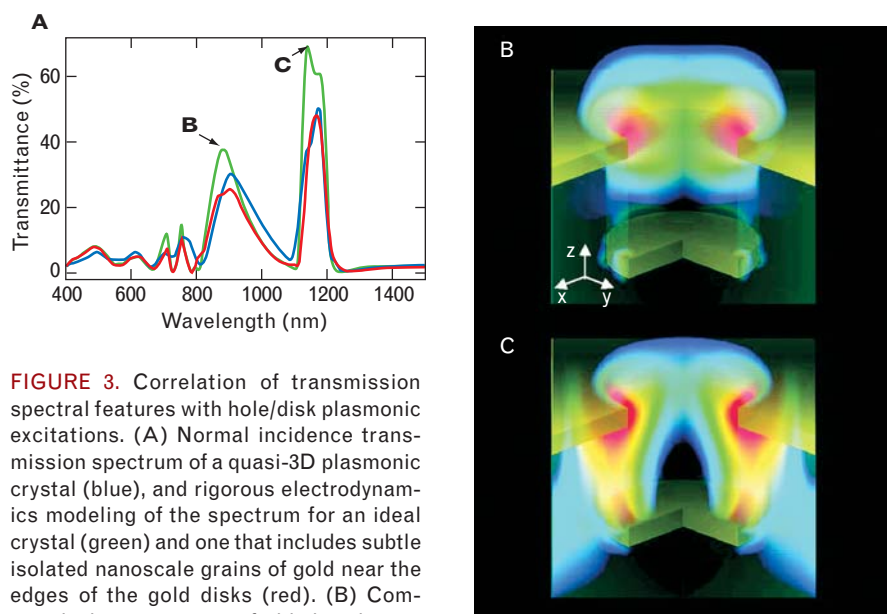 A
B
C
60
40
20
0
Transmittance (%)
400 600 800 1000 1200 1400
Wavelength (nm)
FIGURE 3. Correlation of transmission
spectral features with hole/disk plasmonic
excitations. (A) Normal incidence trans-
mission spectrum of a quasi-3D plasmonic
crystal (blue), and rigorous electrodynam-
ics modeling of the spectrum for an ideal
crystal (green) and one that includes subtle
isolated nanoscale grains of gold near the
edges of the gold disks (red). (B) Com-
B
z
x y
C